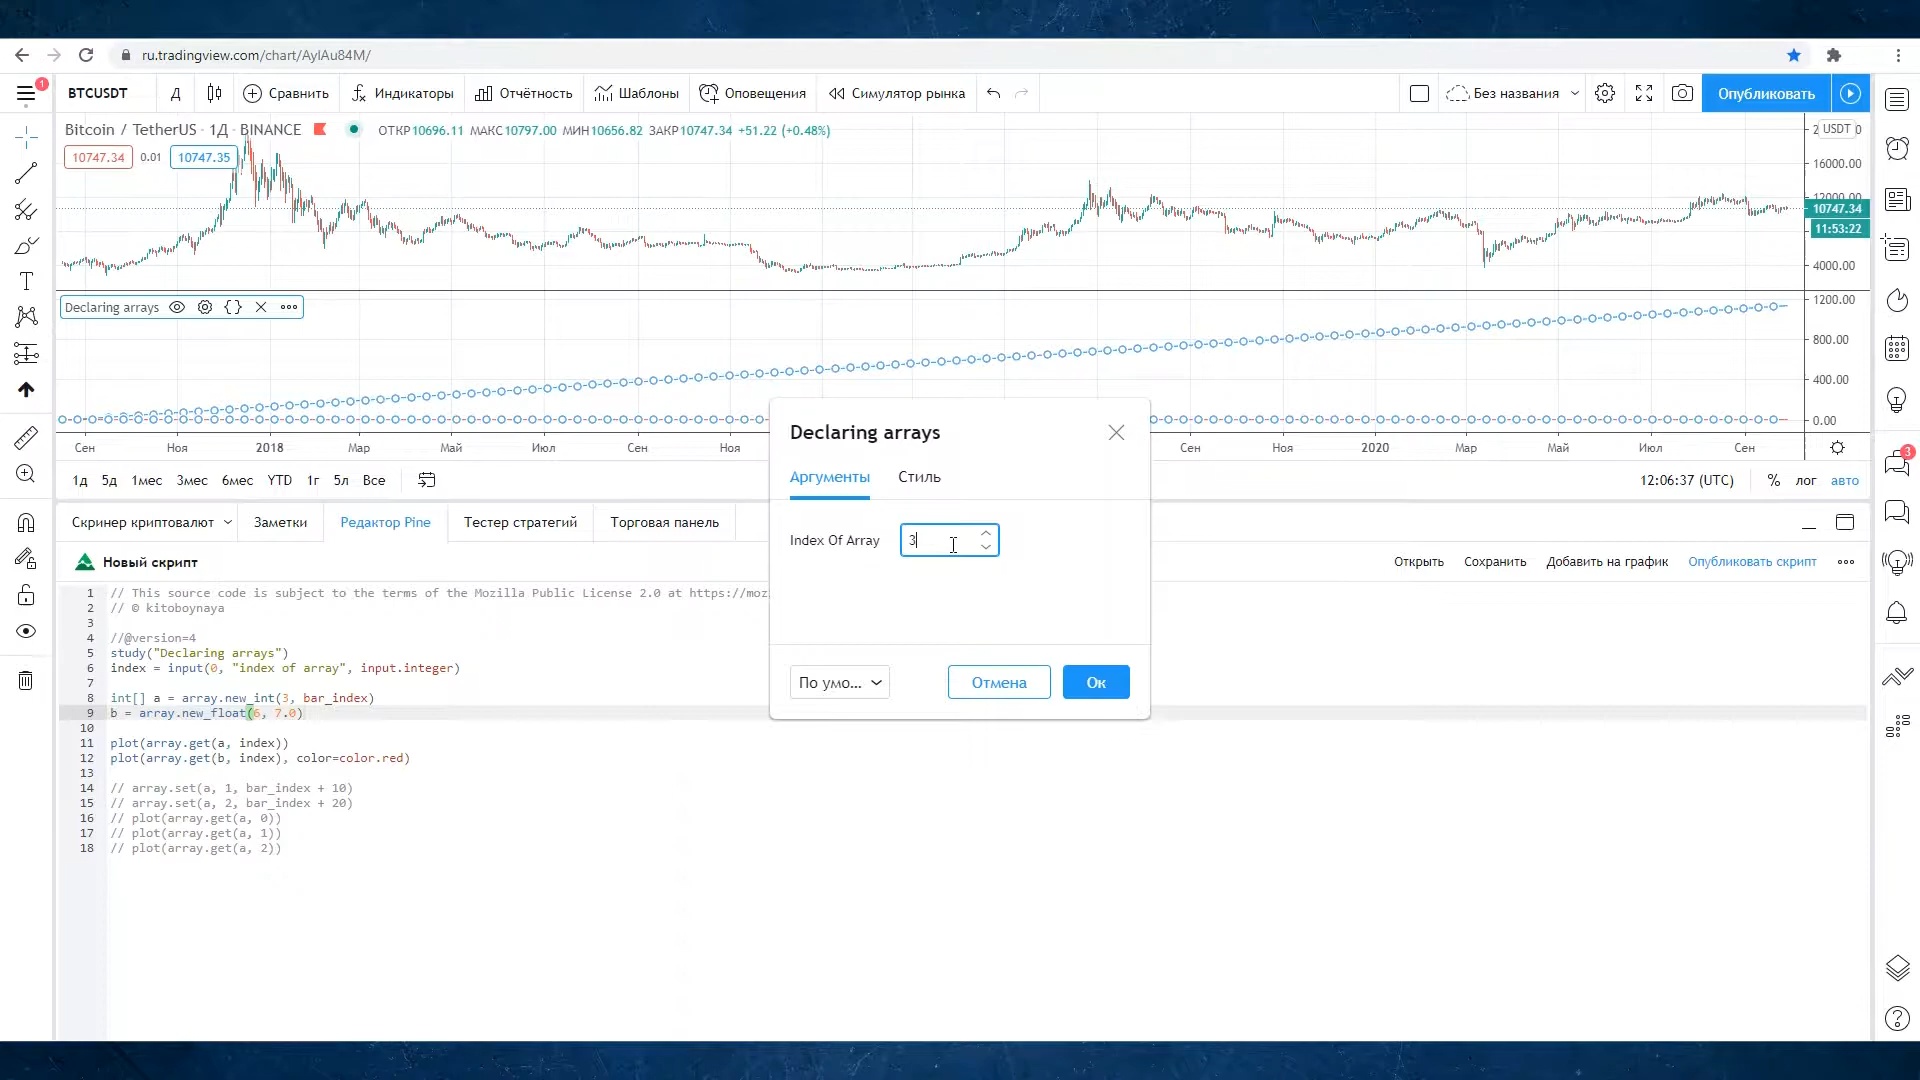 ru.tradingview.com/chart/AyIAu84M/
1
BTCUSDT Д Сравнить Индикаторы Отчётность Шаблоны Оповещения Симулятор рынка Без названия Опубликовать
Bitcoin / TetherUS · 1Д · BINANCE ОТКР10696.11 МАКС10797.00 МИН10656.82 ЗАКР10747.34 +51.22 (+0.48%)
10747.34 0.01 10747.35
USDT
16000.00
12000.00
10747.34
11:53:22
4000.00
Declaring arrays
1200.00
800.00
400.00
0.00
Сен Ноя 2018 Мар Май Июл Сен Ноя Сен Ноя 2020 Мар Май Июл Сен
1д 5д 1мес 3мес 6мес YTD 1г 5л Все 12:06:37 (UTC) % лог авто
3
Скринер криптовалют Заметки Редактор Pine Тестер стратегий Торговая панель
Новый скрипт Открыть Сохранить Добавить на график Опубликовать скрипт
1 // This source code is subject to the terms of the Mozilla Public License 2.0 at https://moz
2 // © kitoboynaya
3
4 //@version=4
5 study("Declaring arrays")
6 index = input(0, "index of array", input.integer)
7
8 int[] a = array.new_int(3, bar_index)
9 b = array.new_float(6, 7.0)
10
11 plot(array.get(a, index))
12 plot(array.get(b, index), color=color.red)
13
14 // array.set(a, 1, bar_index + 10)
15 // array.set(a, 2, bar_index + 20)
16 // plot(array.get(a, 0))
17 // plot(array.get(a, 1))
18 // plot(array.get(a, 2))
Declaring arrays
Аргументы Стиль
Index Of Array 3
По умо... Отмена Ок